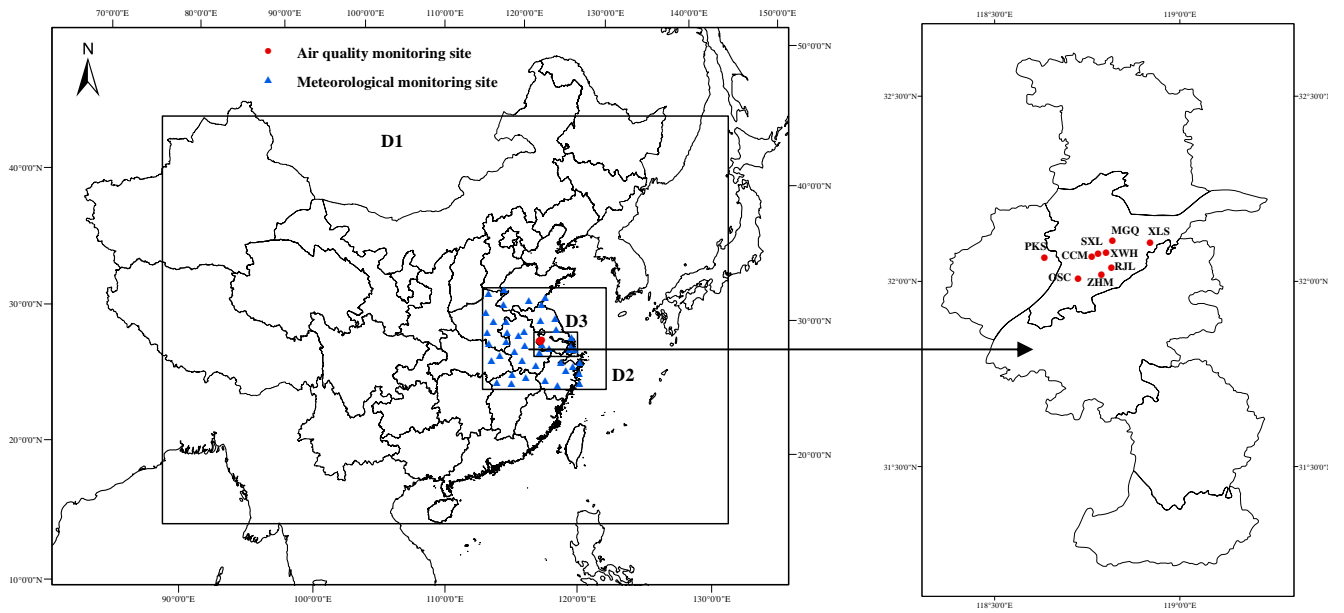 70°0'0"E 80°0'0"E 90°0'0"E 100°0'0"E 110°0'0"E 120°0'0"E 130°0'0"E 140°0'0"E 150°0'0"E
118°30'0"E 119°0'0"E
N
Air quality monitoring site
Meteorological monitoring site
50°0'0"N
32°30'0"N 32°30'0"N
D1
40°0'0"N 40°0'0"N
MGQ XLS
SXL
PKS CCM XWH
RJL
GSC ZHM
32°0'0"N 32°0'0"N
30°0'0"N 30°0'0"N
D3
D2
20°0'0"N 20°0'0"N
31°30'0"N 31°30'0"N
10°0'0"N
90°0'0"E 100°0'0"E 110°0'0"E 120°0'0"E 130°0'0"E
118°30'0"E 119°0'0"E